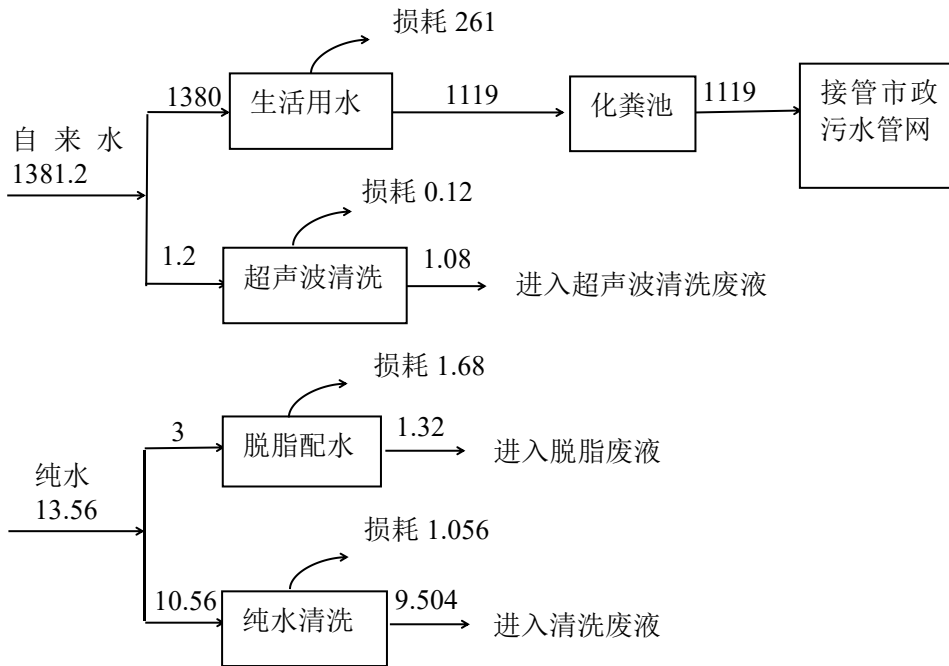 损耗 261
1380
生活用水
1119
化粪池
1119
接管市政
污水管网
自 来 水
1381.2
损耗 0.12
1.2
超声波清洗
1.08
进入超声波清洗废液
损耗 1.68
3
脱脂配水
1.32
进入脱脂废液
纯水
13.56
损耗 1.056
10.56
纯水清洗
9.504
进入清洗废液